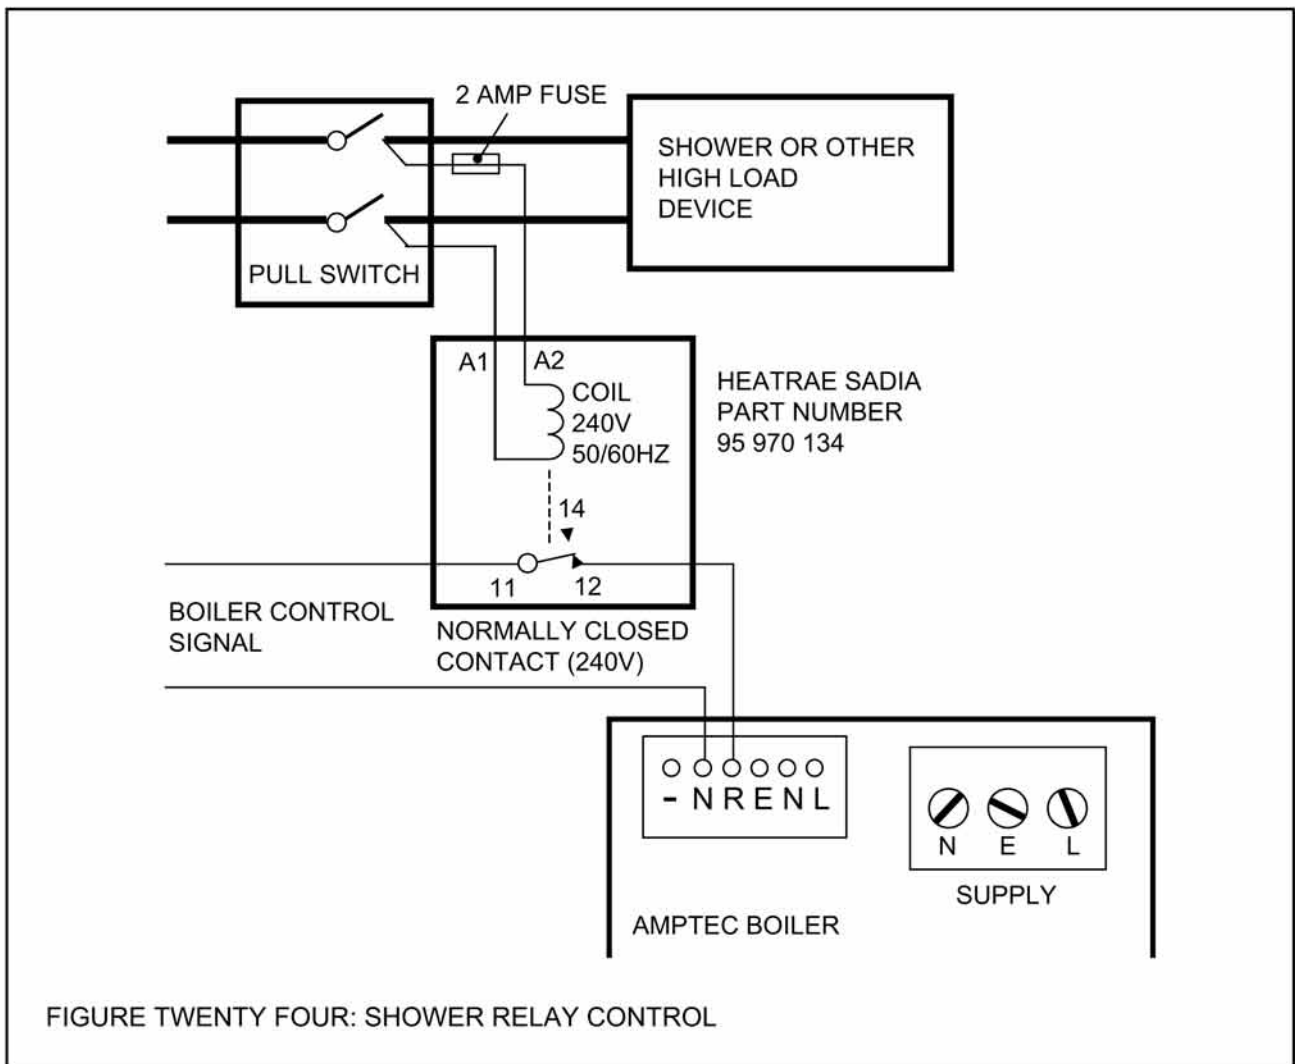 2 AMP FUSE
SHOWER OR OTHER
HIGH LOAD
DEVICE
PULL SWITCH
A1
A2
COIL
240V
50/60HZ
HEATRAE SADIA
PART NUMBER
95 970 134
14
11
12
BOILER CONTROL
SIGNAL
NORMALLY CLOSED
CONTACT (240V)
- N R E N L
N E L
SUPPLY
AMPTEC BOILER
FIGURE TWENTY FOUR: SHOWER RELAY CONTROL